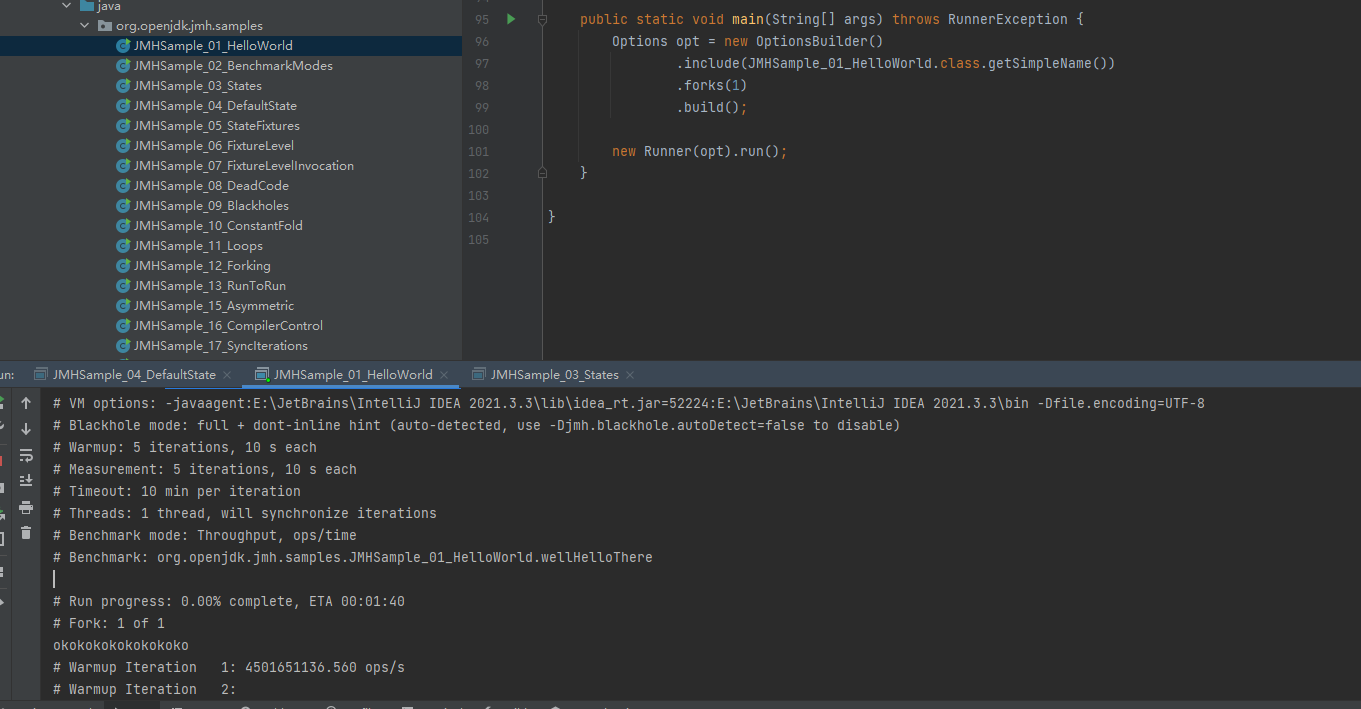 java
org.openjdk.jmh.samples
JMHSample_01_HelloWorld
JMHSample_02_BenchmarkModes
JMHSample_03_States
JMHSample_04_DefaultState
JMHSample_05_StateFixtures
JMHSample_06_FixtureLevel
JMHSample_07_FixtureLevelInvocation
JMHSample_08_DeadCode
JMHSample_09_Blackholes
JMHSample_10_ConstantFold
JMHSample_11_Loops
JMHSample_12_Forking
JMHSample_13_RunToRun
JMHSample_15_Asymmetric
JMHSample_16_CompilerControl
JMHSample_17_SyncIterations
95 public static void main(String[] args) throws RunnerException {
96 Options opt = new OptionsBuilder()
97 .include(JMHSample_01_HelloWorld.class.getSimpleName())
98 .forks(1)
99 .build();
100
101 new Runner(opt).run();
102 }
103
104 }
105
un: JMHSample_04_DefaultState JMHSample_01_HelloWorld JMHSample_03_States
# VM options: -javaagent:E:\JetBrains\IntelliJ IDEA 2021.3.3\lib\idea_rt.jar=52224:E:\JetBrains\IntelliJ IDEA 2021.3.3\bin -Dfile.encoding=UTF-8
# Blackhole mode: full + dont-inline hint (auto-detected, use -Djmh.blackhole.autoDetect=false to disable)
# Warmup: 5 iterations, 10 s each
# Measurement: 5 iterations, 10 s each
# Timeout: 10 min per iteration
# Threads: 1 thread, will synchronize iterations
# Benchmark mode: Throughput, ops/time
# Benchmark: org.openjdk.jmh.samples.JMHSample_01_HelloWorld.wellHelloThere
# Run progress: 0.00% complete, ETA 00:01:40
# Fork: 1 of 1
okokokokokokokoko
# Warmup Iteration 1: 4501651136.560 ops/s
# Warmup Iteration 2: